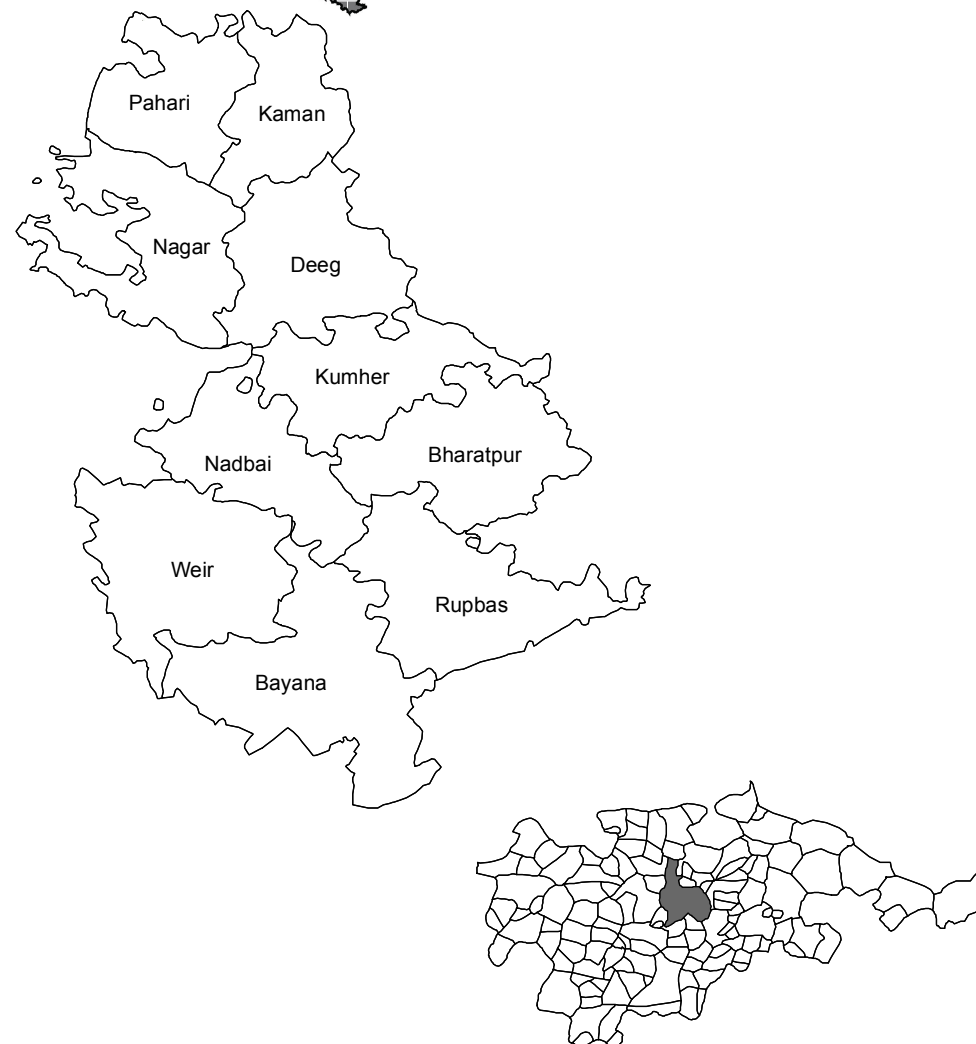 Pahari
Kaman
Nagar
Deeg
Kumher
Bharatpur
Nadbai
Weir
Rupbas
Bayana